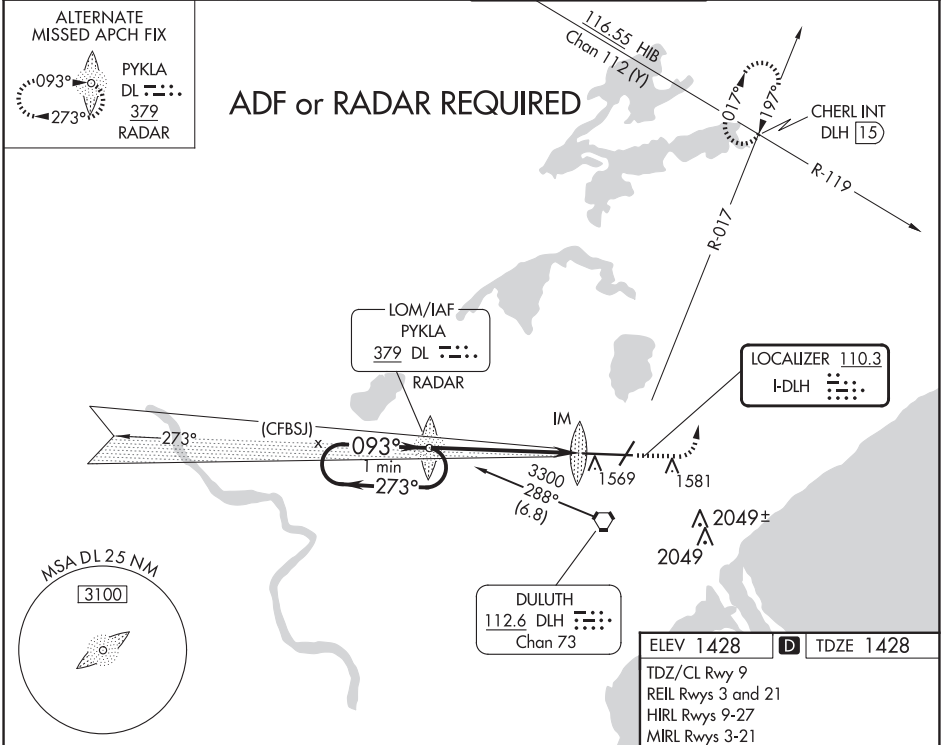 ALTERNATE
MISSED APCH FIX
093°
273°
PYKLA
DL
379
RADAR
ADF or RADAR REQUIRED
116.55 HIB
Chan 112 (Y)
017°
197°
CHERL INT
DLH 15
R-119
R-017
LOM/IAF
PYKLA
379 DL
RADAR
LOCALIZER 110.3
I-DLH
IM
273°
(CFBSJ)
x
093°
1 min
273°
3300
288°
(6.8)
1569
1581
2049±
2049
MSA DL 25 NM
3100
DULUTH
112.6 DLH
Chan 73
ELEV 1428 D TDZE 1428
TDZ/CL Rwy 9
REIL Rwys 3 and 21
HIRL Rwys 9-27
MIRL Rwys 3-21